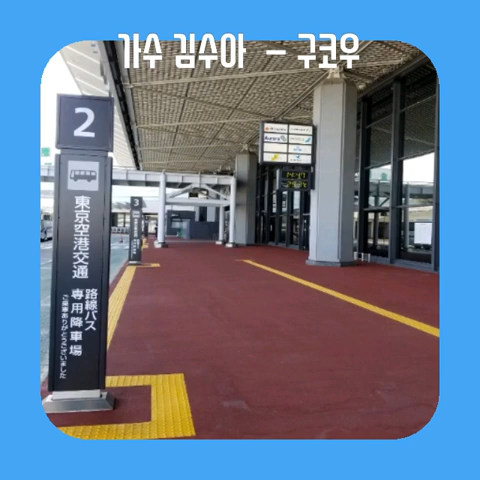 가수 김수아 - 구코우
2
東京空港交通
路線バス
専用降車場
ご乗車ありがとうございました
3